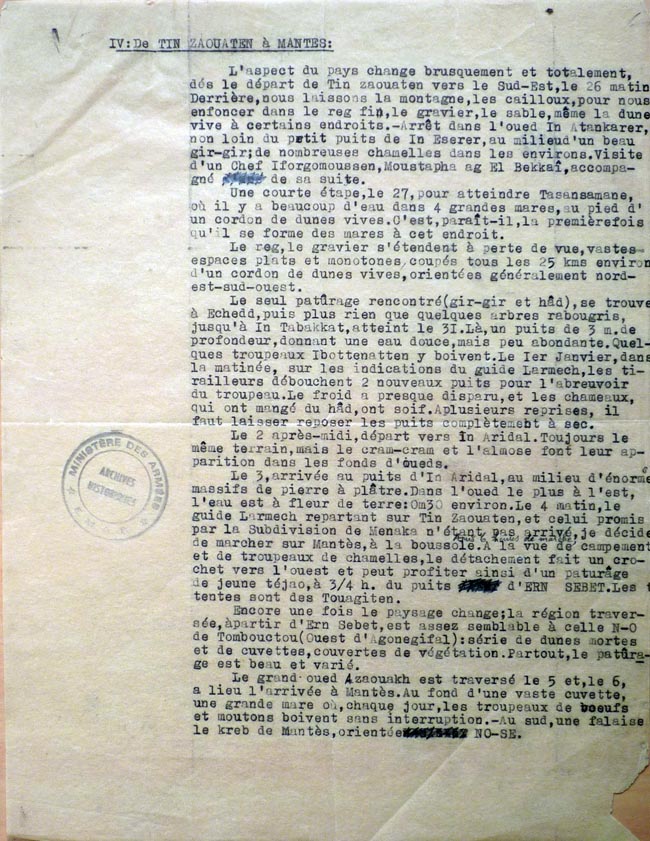 IV:De TIN ZAOUATEN à MANTES:
L'aspect du pays change brusquement et totalement,
dés le départ de Tin zaouaten vers le Sud-Est,le 26 matin
Derrière,nous laissons la montagne,les cailloux,pour nous
enfoncer dans le reg fin,le gravier,le sable,même la dune
vive à certains endroits.-Arrêt dans l'oued In Atankarer,
non loin du petit puits de In Eserer,au milieud'un beau
gir-gir;de nombreuses chamelles dans les environs.Visite
d'un Chef Iforgomoussen,Moustapha ag El Bekkaî,accompa-
gné de sa suite.
Une courte étape,le 27,pour atteindre Tasansamane,
où il y a beaucoup d'eau dans 4 grandes mares,au pied d'
un cordon de dunes vives.C'est,paraît-il,la premièrefois
qu'il se forme des mares à cet endroit.
Le reg,le gravier s'étendent à perte de vue,vastes
espaces plats et monotones,coupés tous les 25 kms environ
d'un cordon de dunes vives,orientées généralement nord-
est-sud-ouest.
Le seul patûrage rencontré(gir-gir et hâd),se trouve
à Echedd,puis plus rien que quelques arbres rabougris,
jusqu'à In Tabakkat,atteint le 3I.Là,un puits de 3 m.de
profondeur,donnant une eau douce,mais peu abondante.Quel-
ques troupeaux Ibottenatten y boivent.Le Ier Janvier,dans
la matinée, sur les indications du guide Larmech,les ti-
railleurs débouchent 2 nouveaux puits pour l'abreuvoir
du troupeau.Le froid a presque disparu,et les chameaux,
qui ont mangé du hâd,ont soif.Aplusieurs reprises, il
faut laisser reposer les puits complètement à sec.
Le 2 après-midi,départ vers In Aridal.Toujours le
même terrain,mais le cram-cram et l'almose font leur ap-
parition dans les fonds d'oueds.
Le 3,arrivée au puits d'In Aridal,au milieu d'énorme
massifs de pierre à plâtre.Dans l'oued le plus à l'est,
l'eau est à fleur de terre:0m30 environ.Le 4 matin,le
guide Larmech repartant sur Tin Zaouaten,et celui promis
par la Subdivision de Menaka n'étant pas arrivé,je décide
de marcher sur Mantès,à la boussole.A la vue de campement
et de troupeaux de chamelles,le détachement fait un cro-
chet vers l'ouest et peut profiter ainsi d'un paturâge
de jeune téjao,à 3/4 h. du puits d'ERN SEBET.Les t
tentes sont des Touagiten.
Encore une fois le paysage change;la région traver-
sée,àpartir d'Ern Sebet,est assez semblable à celle N-O
de Tombouctou(Ouest d'Agonegifal):série de dunes mortes
et de cuvettes,couvertes de végétation.Partout,le patûra-
ge est beau et varié.
Le grand oued Azaouakh est traversé le 5 et,le 6,
a lieu l'arrivée à Mantès.Au fond d'une vaste cuvette,
une grande mare où,chaque jour,les troupeaux de boeufs
et moutons boivent sans interruption.-Au sud,une falaise
le kreb de Mantès,orientée NO-SE.
MINISTÈRE DES ARMÉES
ARCHIVES
HISTORIQUES